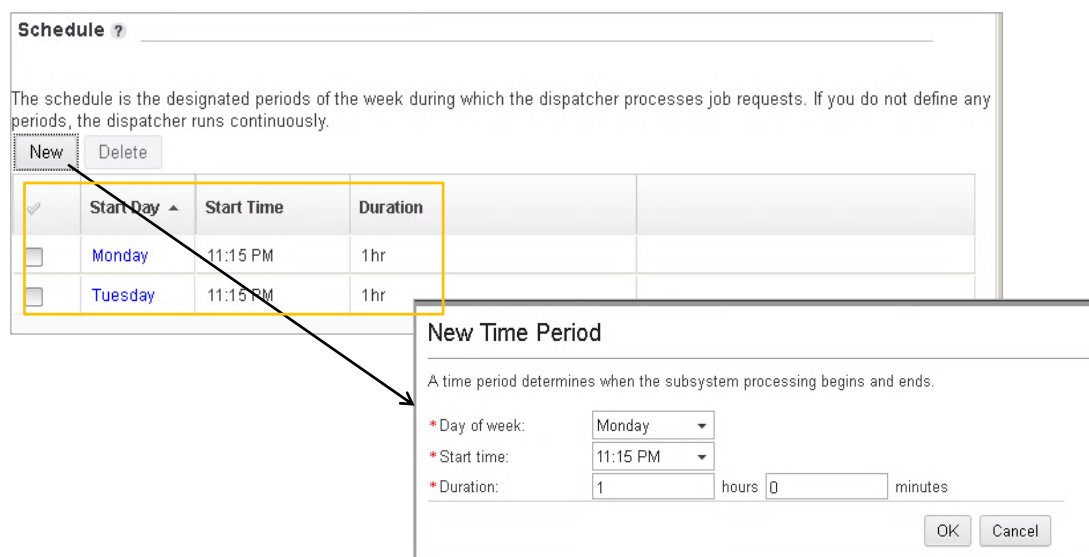 Schedule ?
The schedule is the designated periods of the week during which the dispatcher processes job requests. If you do not define any
periods, the dispatcher runs continuously.
New Delete
Start Day Start Time Duration
Monday 11:15 PM 1hr
Tuesday 11:15 PM 1hr
New Time Period
A time period determines when the subsystem processing begins and ends.
* Day of week: Monday
* Start time: 11:15 PM
* Duration: 1 hours 0 minutes
OK Cancel